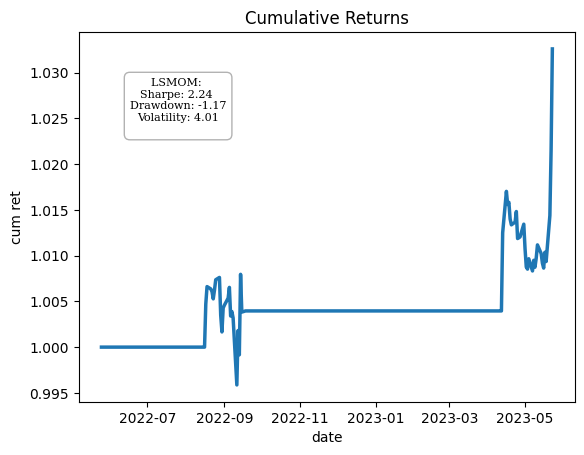 Cumulative Returns
1.030
1.025
1.020
1.015
1.010
1.005
1.000
0.995
cum ret
LSMOM:
Sharpe: 2.24
Drawdown: -1.17
Volatility: 4.01
2022-07 2022-09 2022-11 2023-01 2023-03 2023-05
date